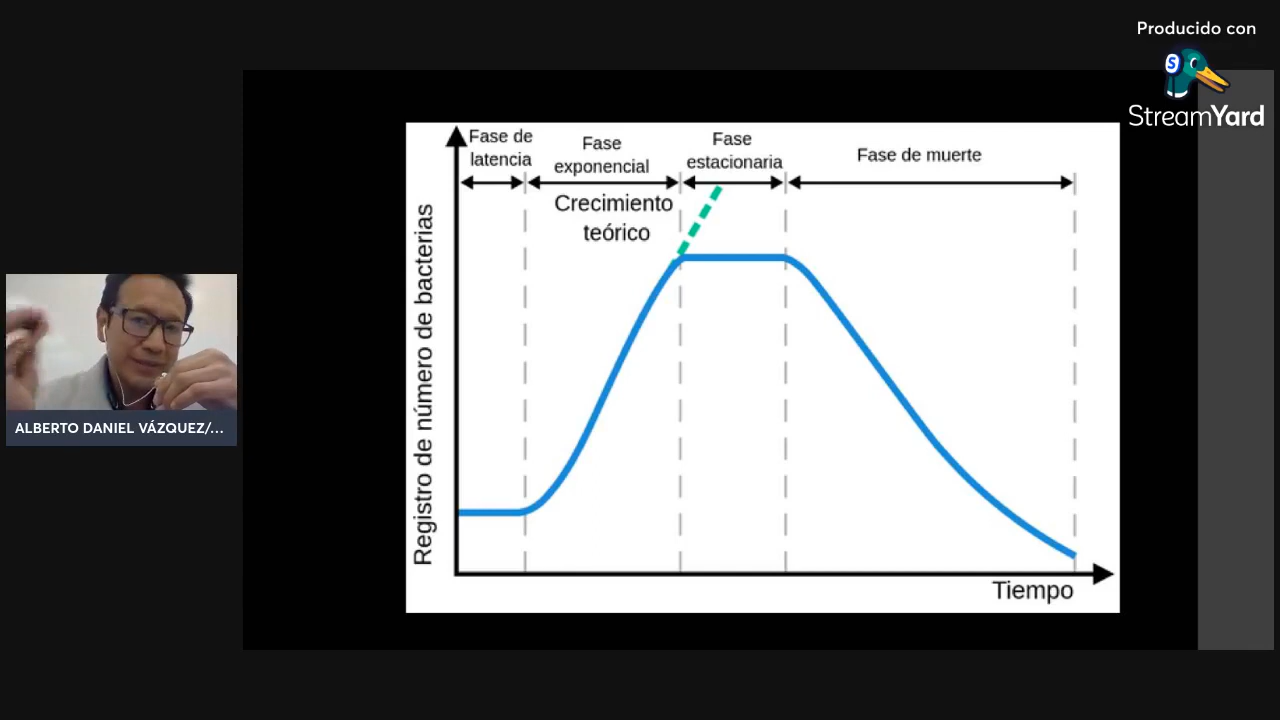 Producido con
S
StreamYard
Fase de
latencia
Fase
exponencial
Fase
estacionaria
Fase de muerte
Crecimiento
teórico
Registro de número de bacterias
Tiempo
ALBERTO DANIEL VÁZQUEZ/...